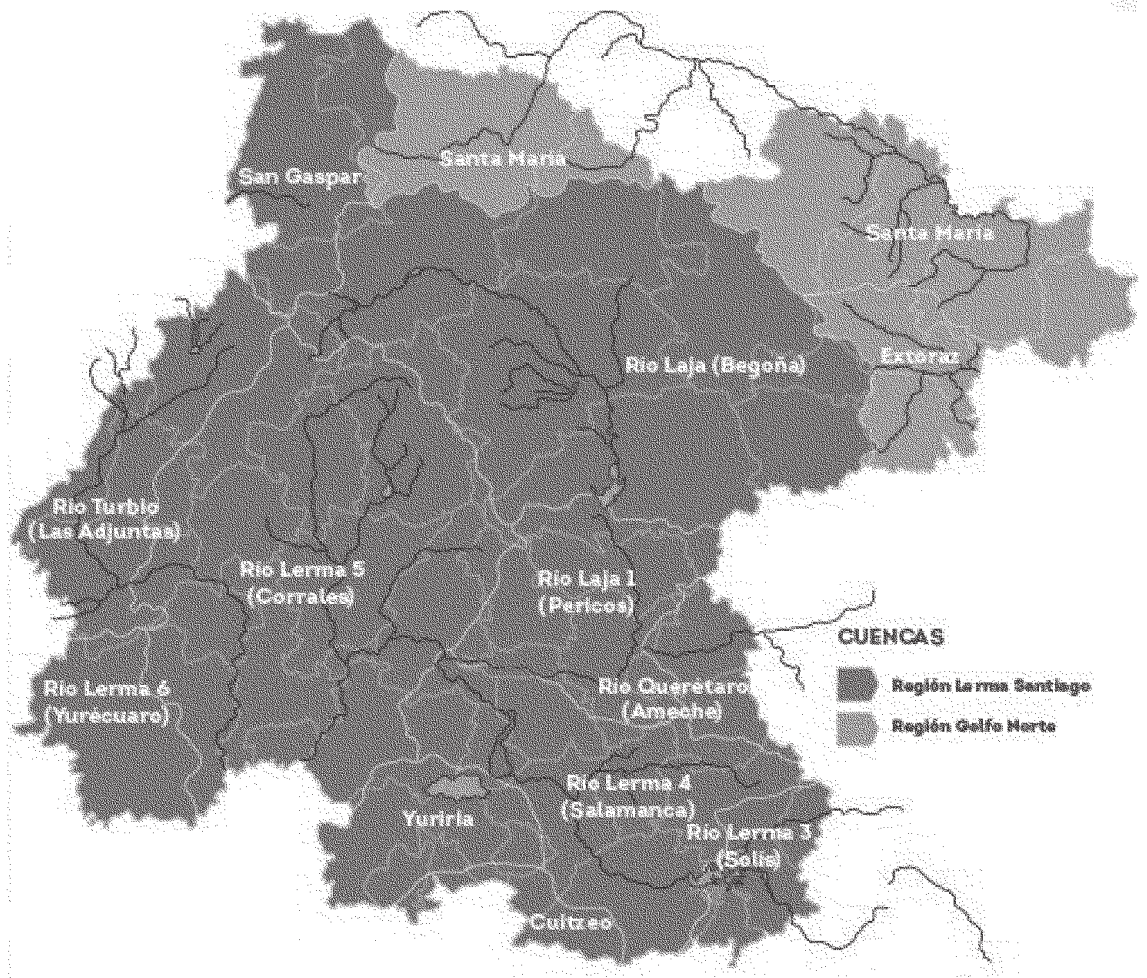 Santa María
San Gaspar
Santa María
Extoraz
Río Laja (Begoña)
Río Turbio
(Las Adjuntas)
Río Lerma 5
(Corrales)
Río Laja 1
(Pericos)
CUENCAS
Región Lerma Santiago
Región Golfo Norte
Río Lerma 6
(Yurécuaro)
Río Querétaro
(Ameche)
Río Lerma 4
(Salamanca)
Yuriria
Río Lerma 3
(Solís)
Cuitzeo